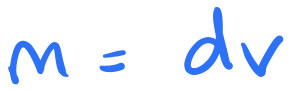 m = dv